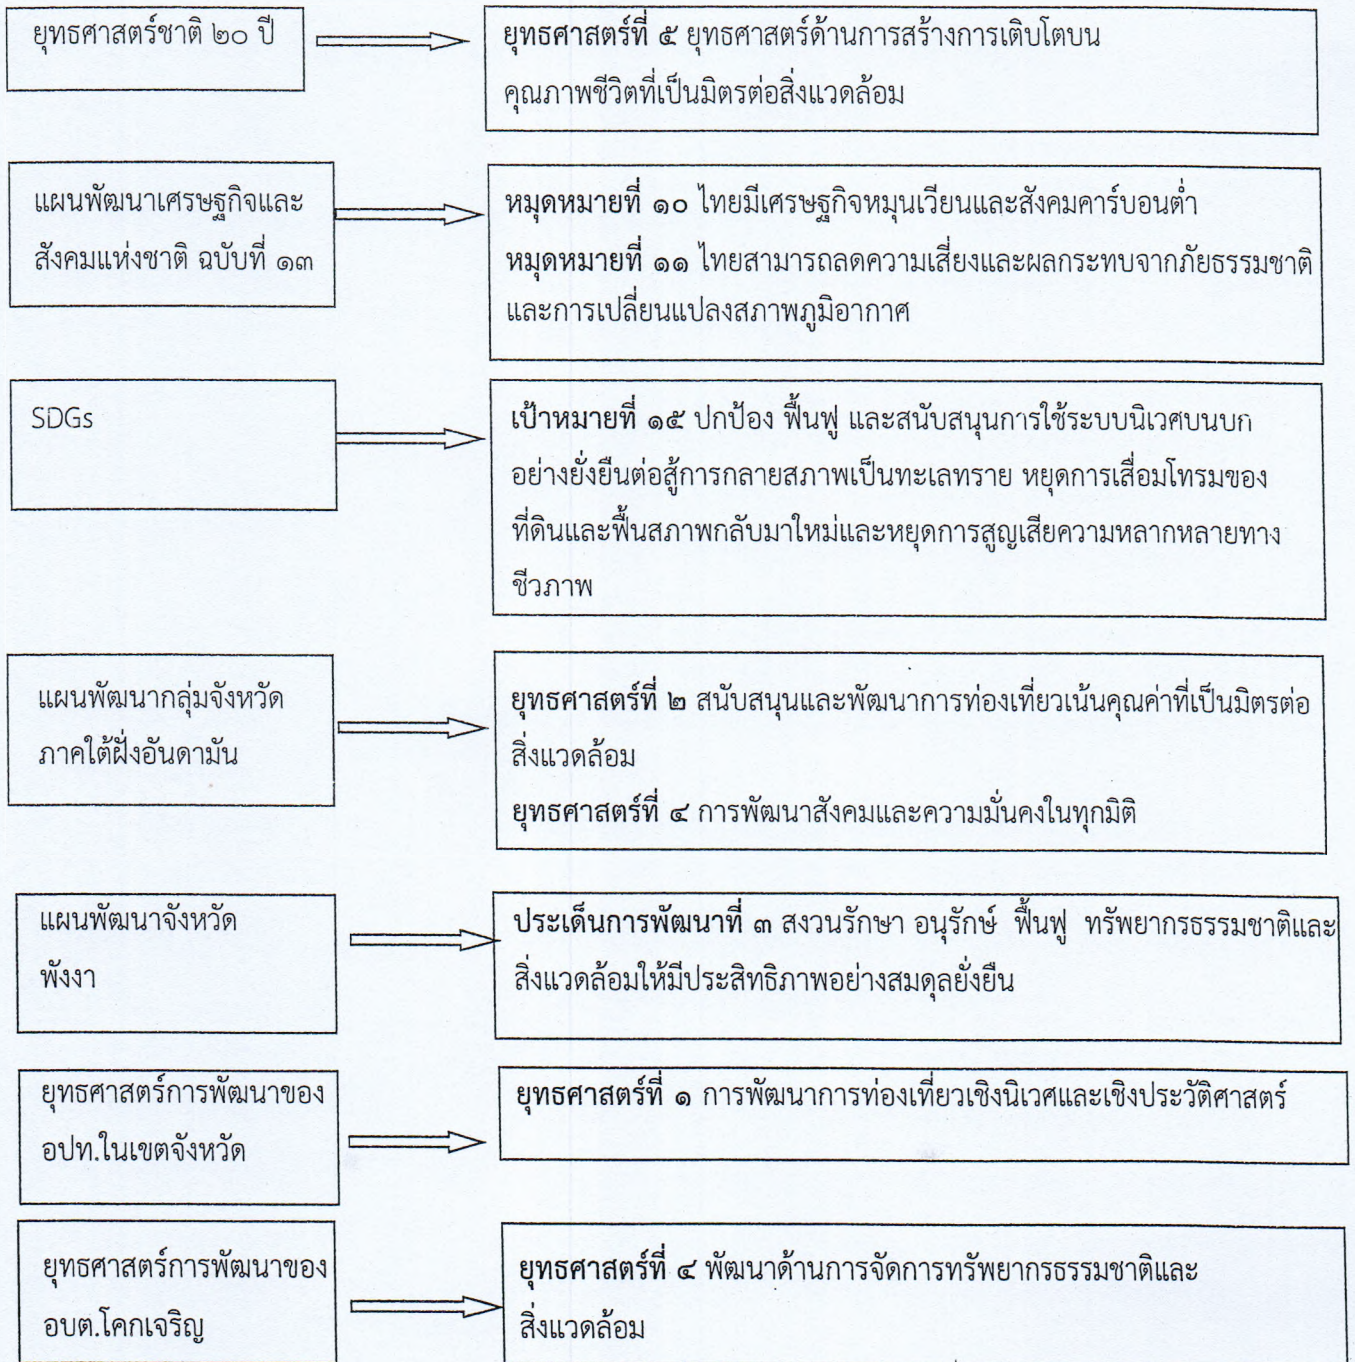 ยุทธศาสตร์ชาติ ๒๐ ปี
ยุทธศาสตร์ที่ ๕ ยุทธศาสตร์ด้านการสร้างการเติบโตบน
คุณภาพชีวิตที่เป็นมิตรต่อสิ่งแวดล้อม
แผนพัฒนาเศรษฐกิจและ
สังคมแห่งชาติ ฉบับที่ ๑๓
หมุดหมายที่ ๑๐ ไทยมีเศรษฐกิจหมุนเวียนและสังคมคาร์บอนต่ำ
หมุดหมายที่ ๑๑ ไทยสามารถลดความเสี่ยงและผลกระทบจากภัยธรรมชาติ
และการเปลี่ยนแปลงสภาพภูมิอากาศ
SDGs
เป้าหมายที่ ๑๕ ปกป้อง ฟื้นฟู และสนับสนุนการใช้ระบบนิเวศบนบก
อย่างยั่งยืนต่อสู้การกลายสภาพเป็นทะเลทราย หยุดการเสื่อมโทรมของ
ที่ดินและฟื้นสภาพกลับมาใหม่และหยุดการสูญเสียความหลากหลายทาง
ชีวภาพ
แผนพัฒนากลุ่มจังหวัด
ภาคใต้ฝั่งอันดามัน
ยุทธศาสตร์ที่ ๒ สนับสนุนและพัฒนาการท่องเที่ยวเน้นคุณค่าที่เป็นมิตรต่อ
สิ่งแวดล้อม
ยุทธศาสตร์ที่ ๔ การพัฒนาสังคมและความมั่นคงในทุกมิติ
แผนพัฒนาจังหวัด
พังงา
ประเด็นการพัฒนาที่ ๓ สงวนรักษา อนุรักษ์ ฟื้นฟู ทรัพยากรธรรมชาติและ
สิ่งแวดล้อมให้มีประสิทธิภาพอย่างสมดุลยั่งยืน
ยุทธศาสตร์การพัฒนาของ
อปท.ในเขตจังหวัด
ยุทธศาสตร์ที่ ๑ การพัฒนาการท่องเที่ยวเชิงนิเวศและเชิงประวัติศาสตร์
ยุทธศาสตร์การพัฒนาของ
อบต.โคกเจริญ
ยุทธศาสตร์ที่ ๔ พัฒนาด้านการจัดการทรัพยากรธรรมชาติและ
สิ่งแวดล้อม